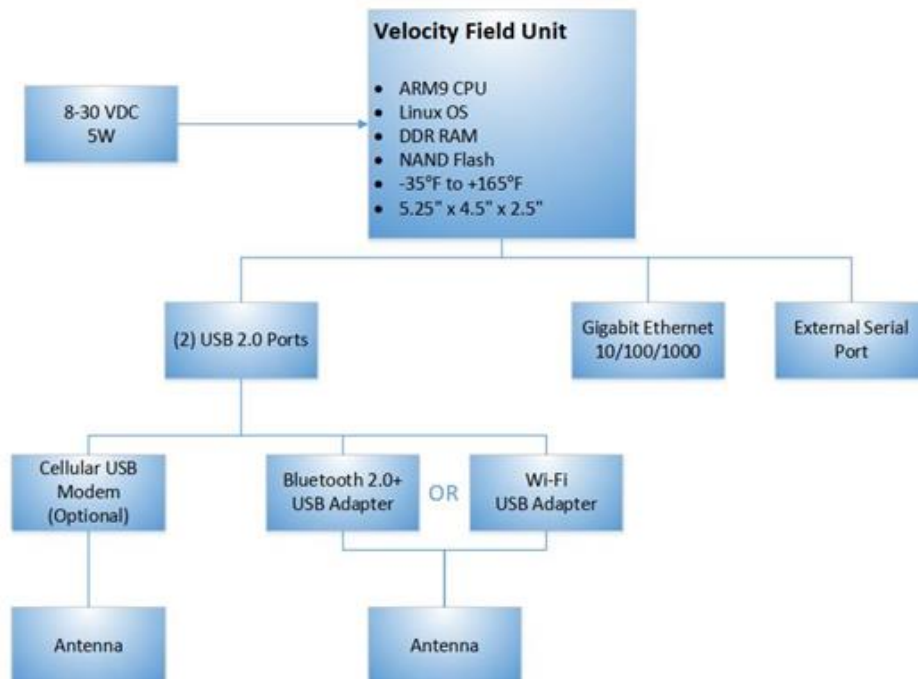 Velocity Field Unit
• ARM9 CPU
• Linux OS
• DDR RAM
• NAND Flash
• -35°F to +165°F
• 5.25" x 4.5" x 2.5"
8-30 VDC
5W
(2) USB 2.0 Ports
Gigabit Ethernet
10/100/1000
External Serial
Port
Cellular USB
Modem
(Optional)
Bluetooth 2.0+
USB Adapter
OR
Wi-Fi
USB Adapter
Antenna
Antenna